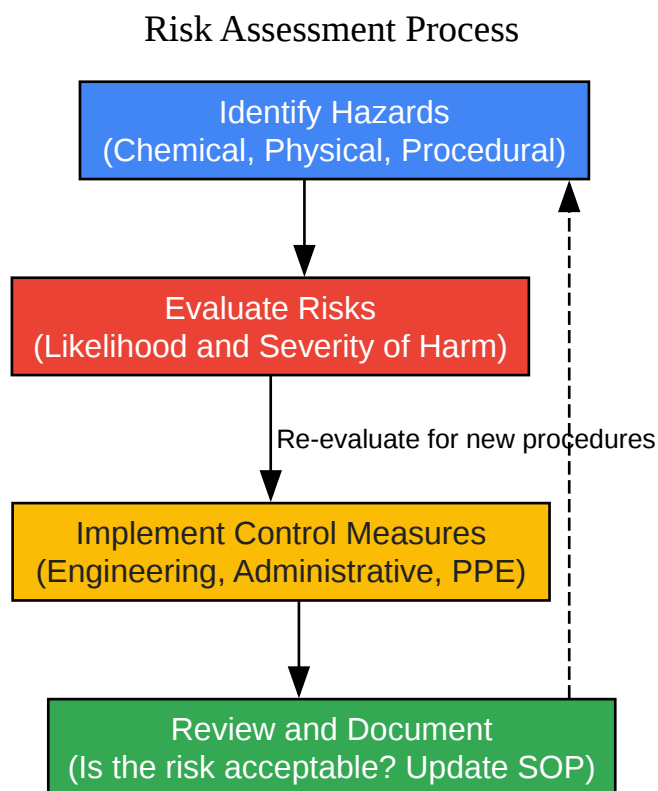 Risk Assessment Process
Identify Hazards
(Chemical, Physical, Procedural)
Evaluate Risks
(Likelihood and Severity of Harm)
Re-evaluate for new procedures
Implement Control Measures
(Engineering, Administrative, PPE)
Review and Document
(Is the risk acceptable? Update SOP)